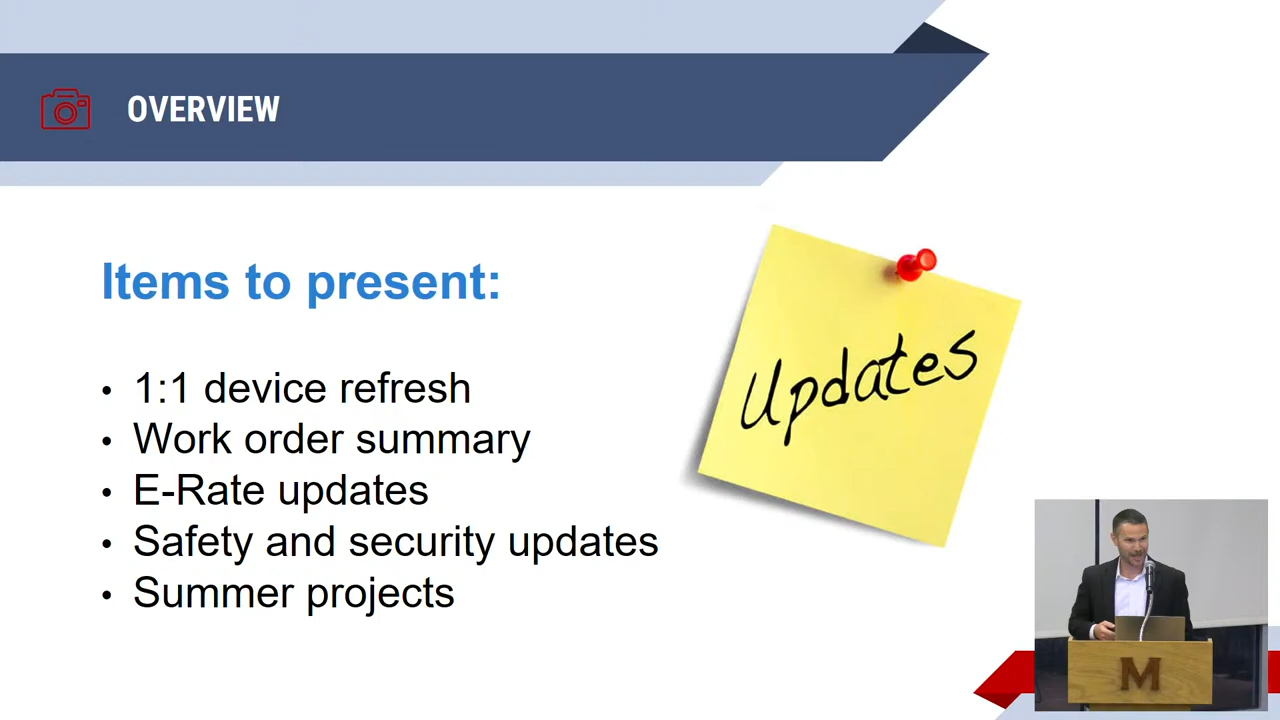 OVERVIEW
Items to present:
• 1:1 device refresh
• Work order summary
• E-Rate updates
• Safety and security updates
• Summer projects
Updates
M